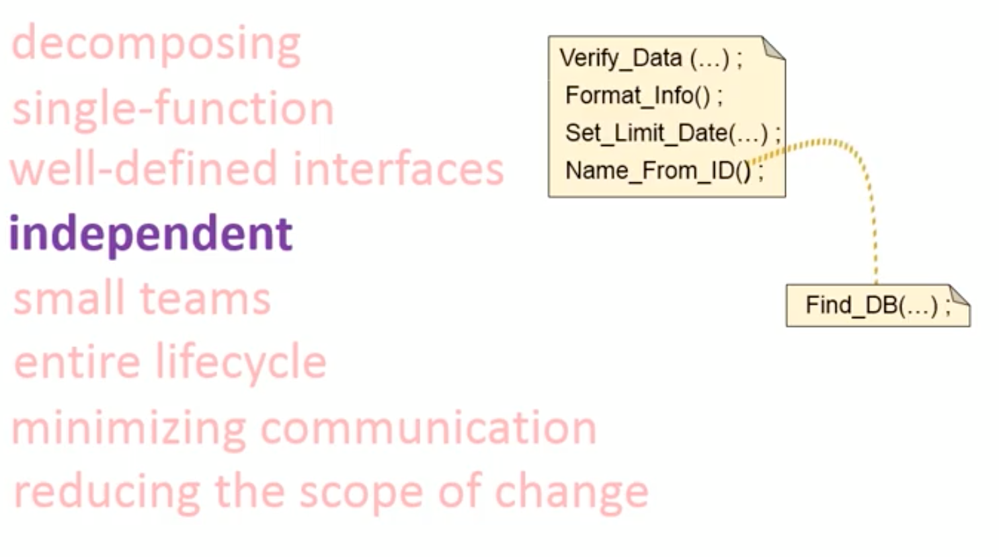 decomposing
single-function
well-defined interfaces
independent
small teams
entire lifecycle
minimizing communication
reducing the scope of change
Verify_Data (...) ;
Format_Info() ;
Set_Limit_Date(...) ;
Name_From_ID() ;
Find_DB(...) ;